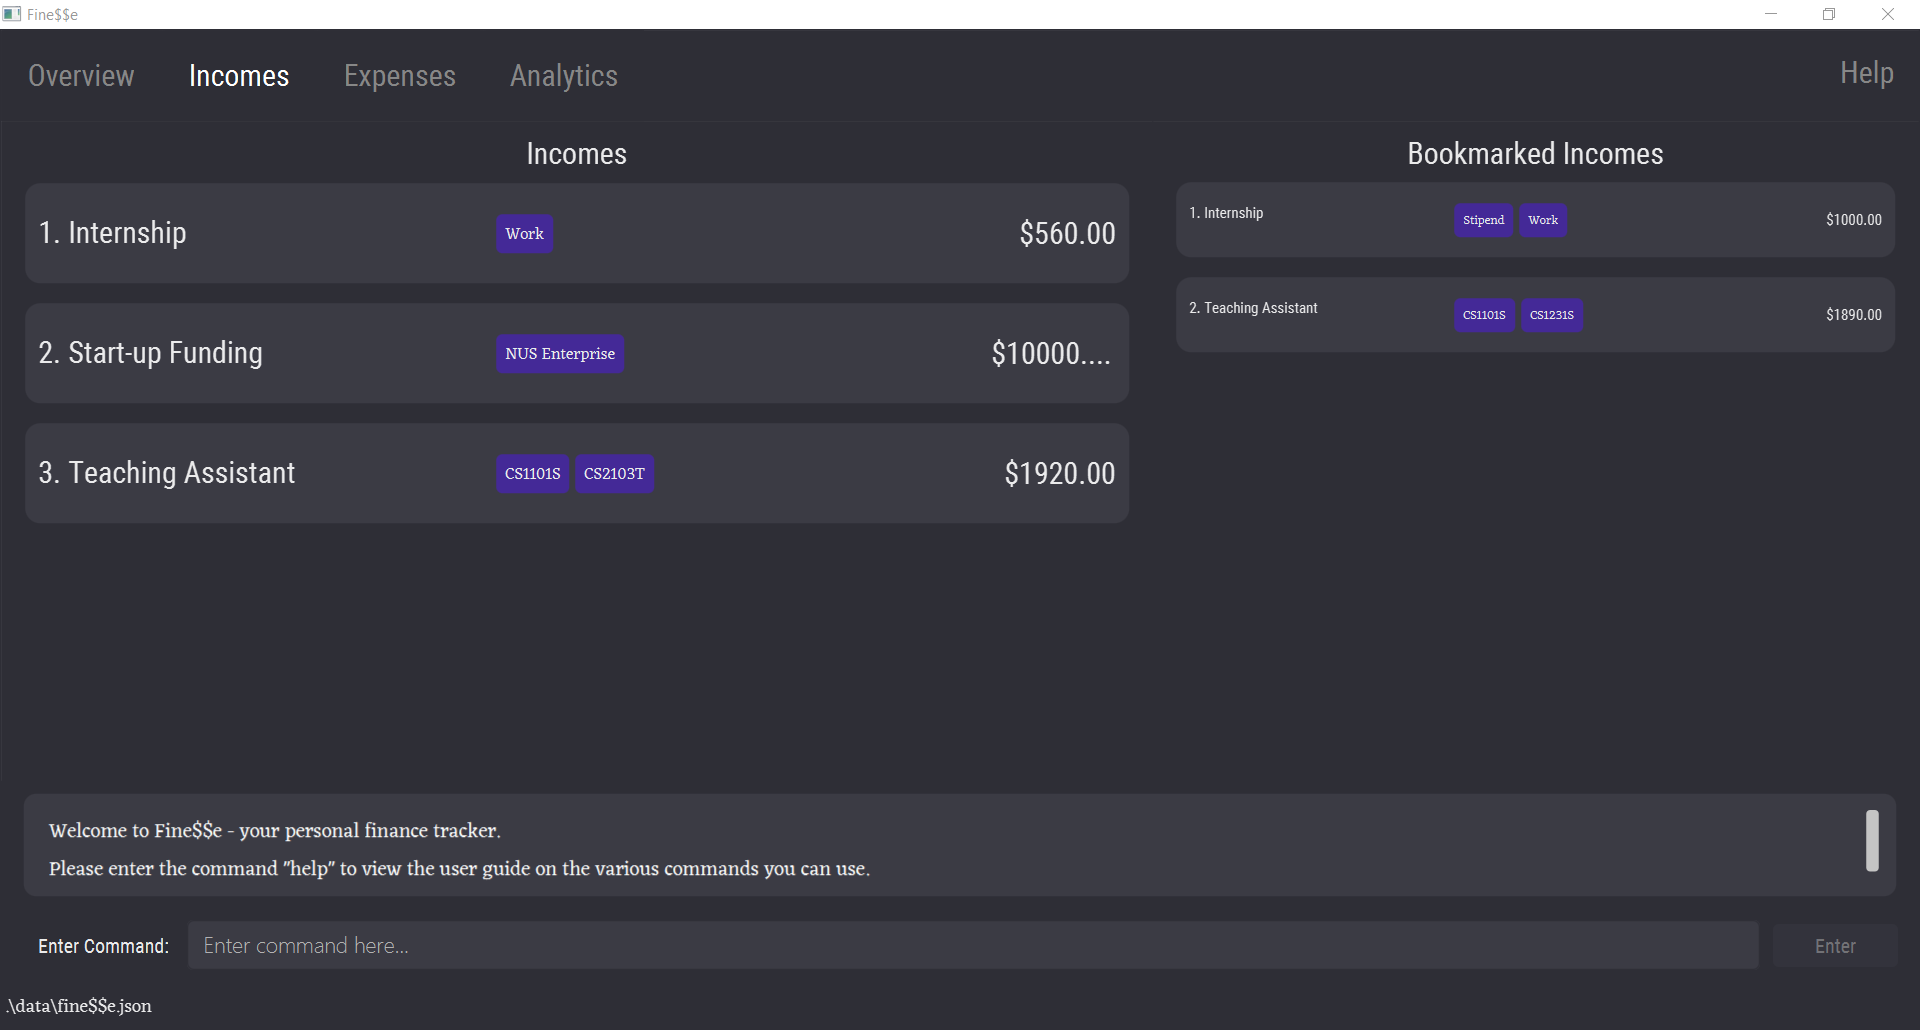 Fine$$e
Overview Incomes Expenses Analytics Help
Incomes
1. Internship Work $560.00
2. Start-up Funding NUS Enterprise $10000....
3. Teaching Assistant CS1101S CS2103T $1920.00
Bookmarked Incomes
1. Internship Stipend Work $1000.00
2. Teaching Assistant CS1101S CS1231S $1890.00
Welcome to Fine$$e - your personal finance tracker.
Please enter the command "help" to view the user guide on the various commands you can use.
Enter Command: Enter command here... Enter
.\data\fine$$e.json